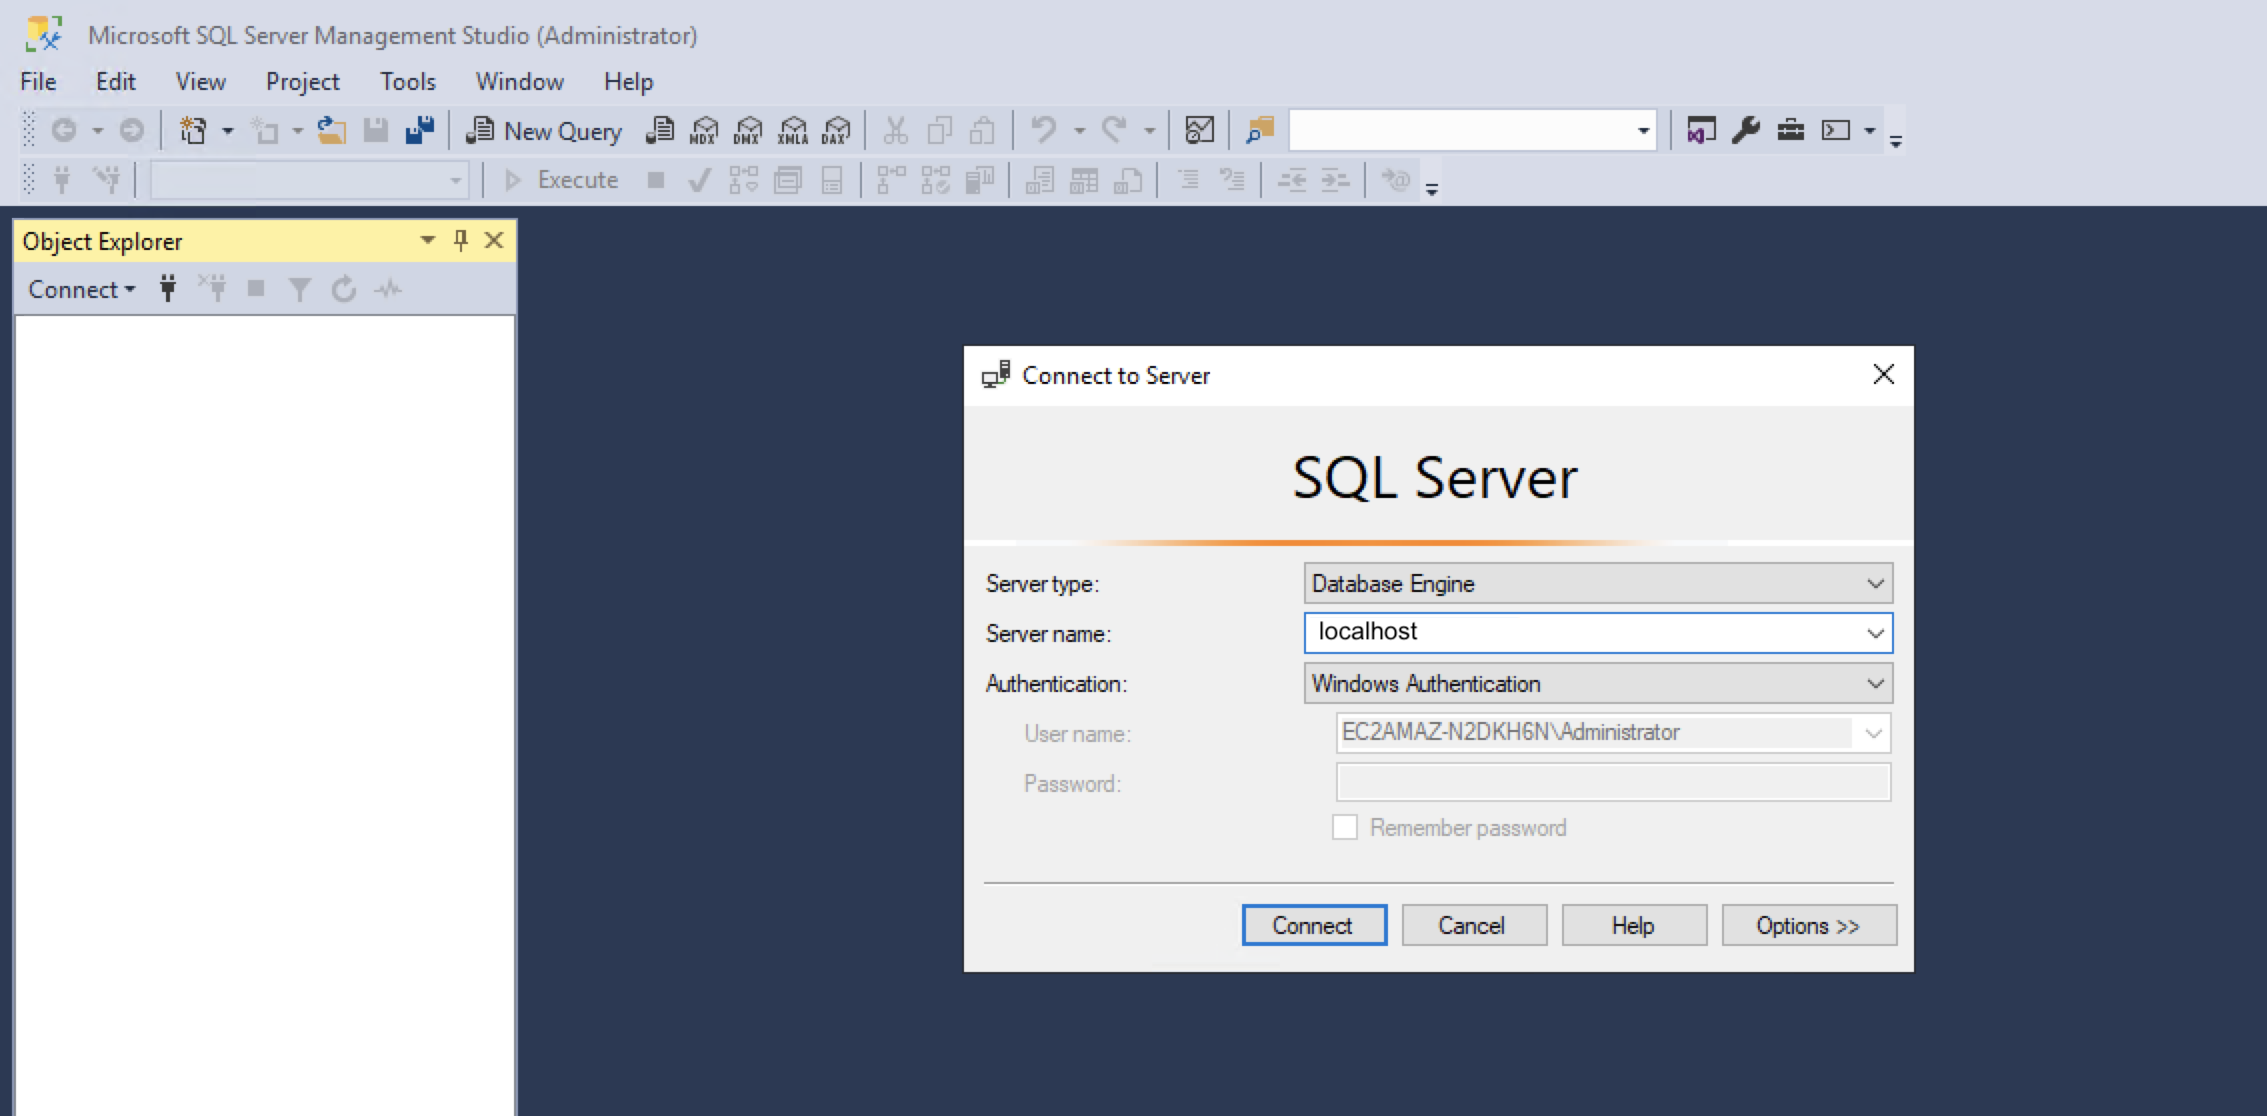 Microsoft SQL Server Management Studio (Administrator)
File Edit View Project Tools Window Help
New Query MDX DMX XMLA DAX
Execute
Object Explorer
Connect
Connect to Server
SQL Server
Server type: Database Engine
Server name: localhost
Authentication: Windows Authentication
User name: EC2AMAZ-N2DKH6N\Administrator
Password:
Remember password
Connect Cancel Help Options >>